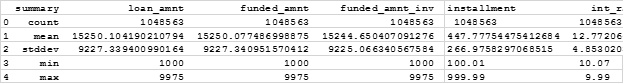 summary loan_amnt funded_amnt funded_amnt_inv installment int_r
0 count 1048563 1048563 1048563 1048563 1048563
1 mean 15250.104190210794 15250.077486998875 15244.650407091276 447.77754475412684 12.77206
2 stddev 9227.339400990164 9227.340951570412 9225.066340567584 266.9758297068515 4.853020
3 min 1000 1000 1000 100.01 10.07
4 max 9975 9975 9975 999.99 9.99